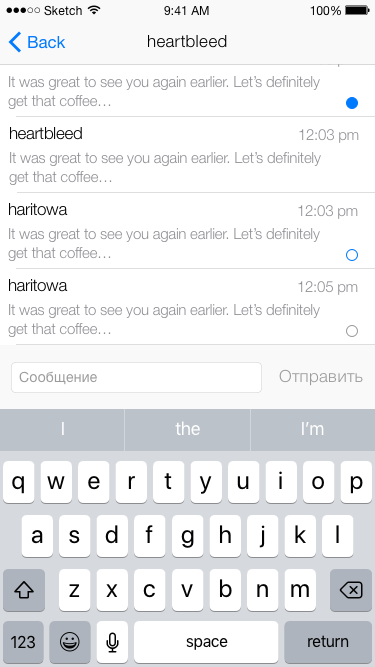 Sketch 9:41 AM 100%
Back heartbleed
It was great to see you again earlier. Let's definitely
get that coffee…
heartbleed 12:03 pm
It was great to see you again earlier. Let's definitely
get that coffee…
haritowa 12:03 pm
It was great to see you again earlier. Let's definitely
get that coffee…
haritowa 12:05 pm
It was great to see you again earlier. Let's definitely
get that coffee…
Сообщение Отправить
I the I'm
q w e r t y u i o p
a s d f g h j k l
z x c v b n m
123 space return